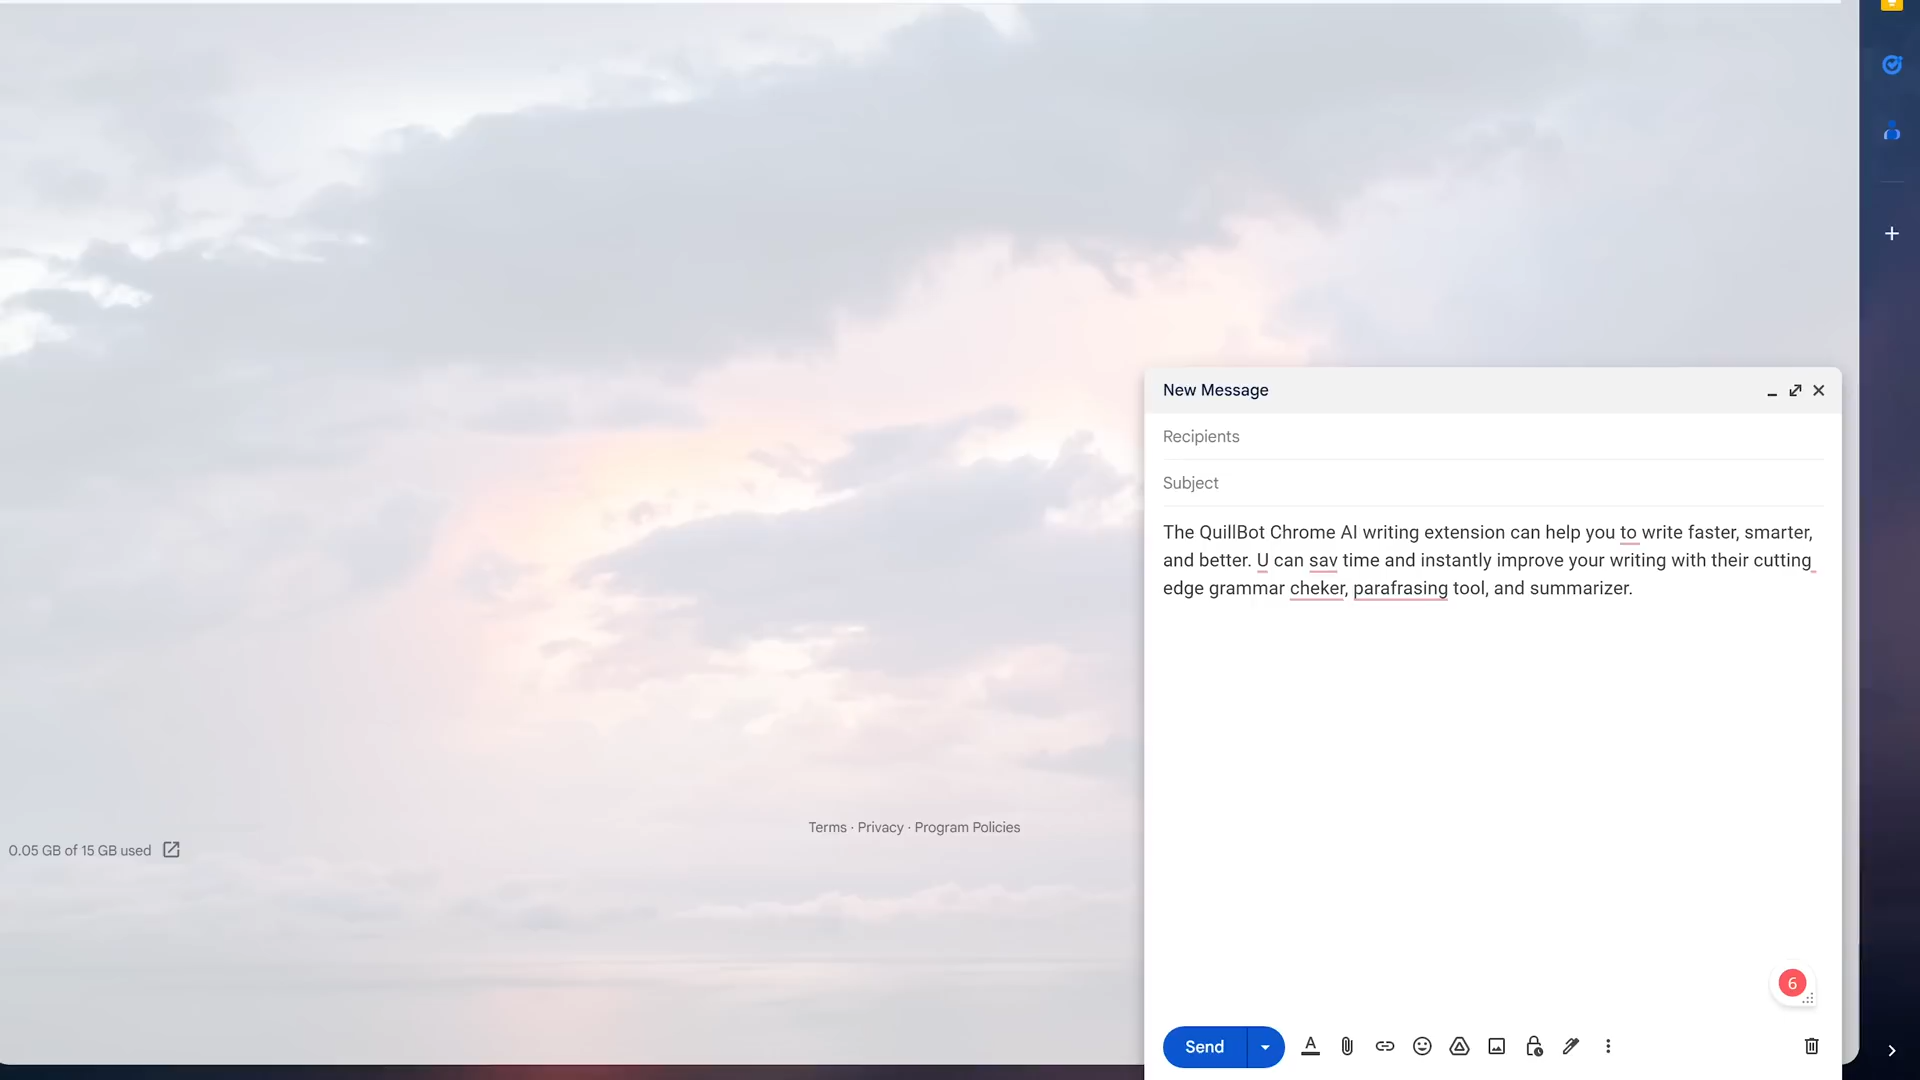 New Message
Recipients
Subject
The QuillBot Chrome AI writing extension can help you to write faster, smarter,
and better. U can sav time and instantly improve your writing with their cutting
edge grammar cheker, parafrasing tool, and summarizer.
Terms · Privacy · Program Policies
0.05 GB of 15 GB used
6
Send